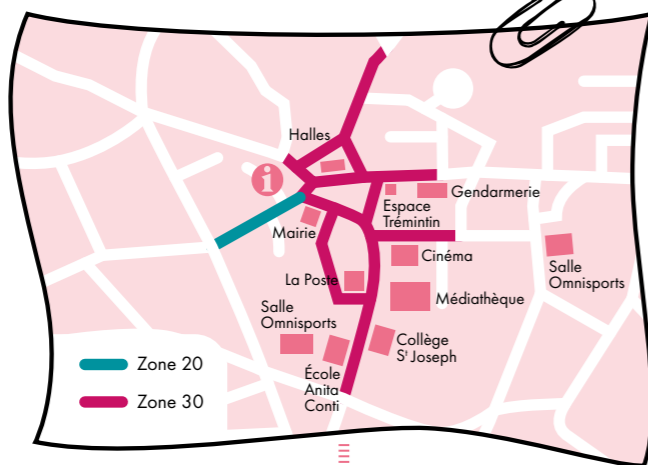 Halles
i
Gendarmerie
Espace
Trémintin
Mairie
Cinéma
Salle
Omnisports
La Poste
Médiathèque
Salle
Omnisports
Collège
St Joseph
École
Anita
Conti
Zone 20
Zone 30